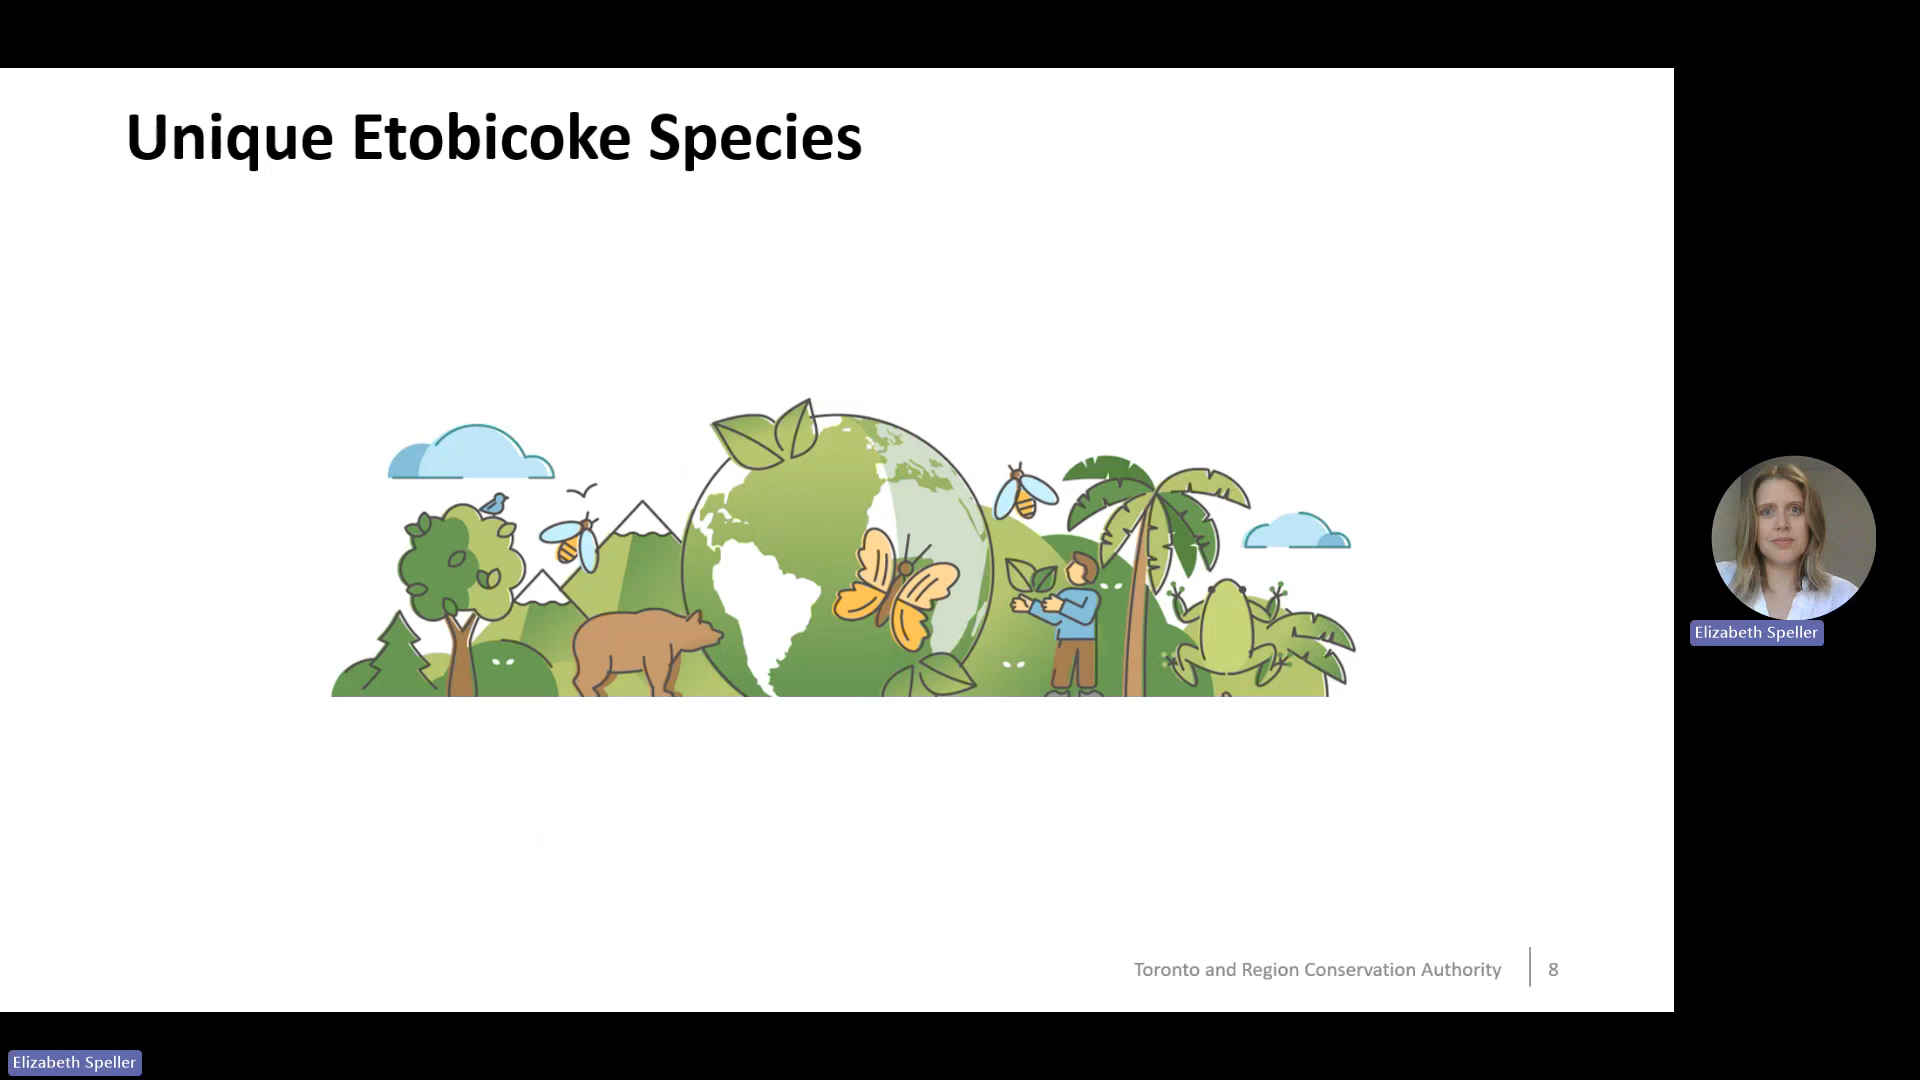 Unique Etobicoke Species
Elizabeth Speller
Toronto and Region Conservation Authority
8
Elizabeth Speller